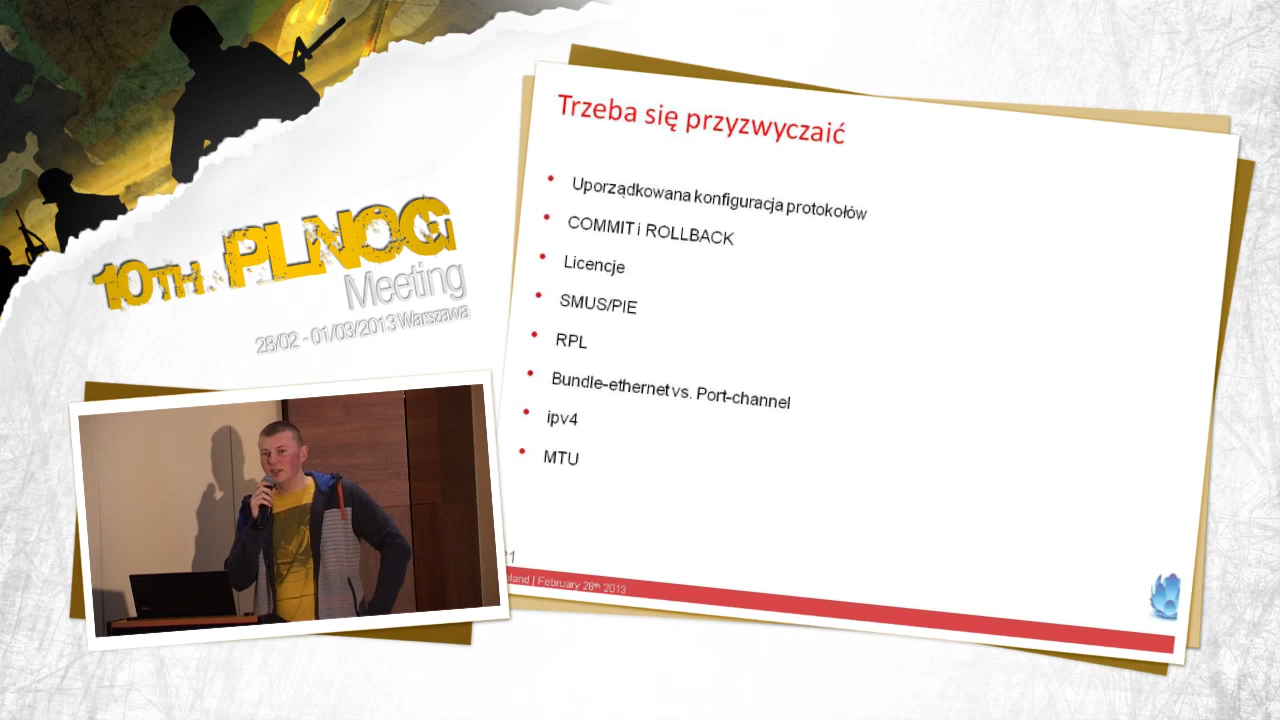 10TH PLNOG
Meeting
28/02 - 01/03/2013 Warszawa
Trzeba się przyzwyczaić
Uporządkowana konfiguracja protokołów
COMMIT i ROLLBACK
Licencje
SMUS/PIE
RPL
Bundle-ethernet vs. Port-channel
ipv4
MTU
February 28th 2013